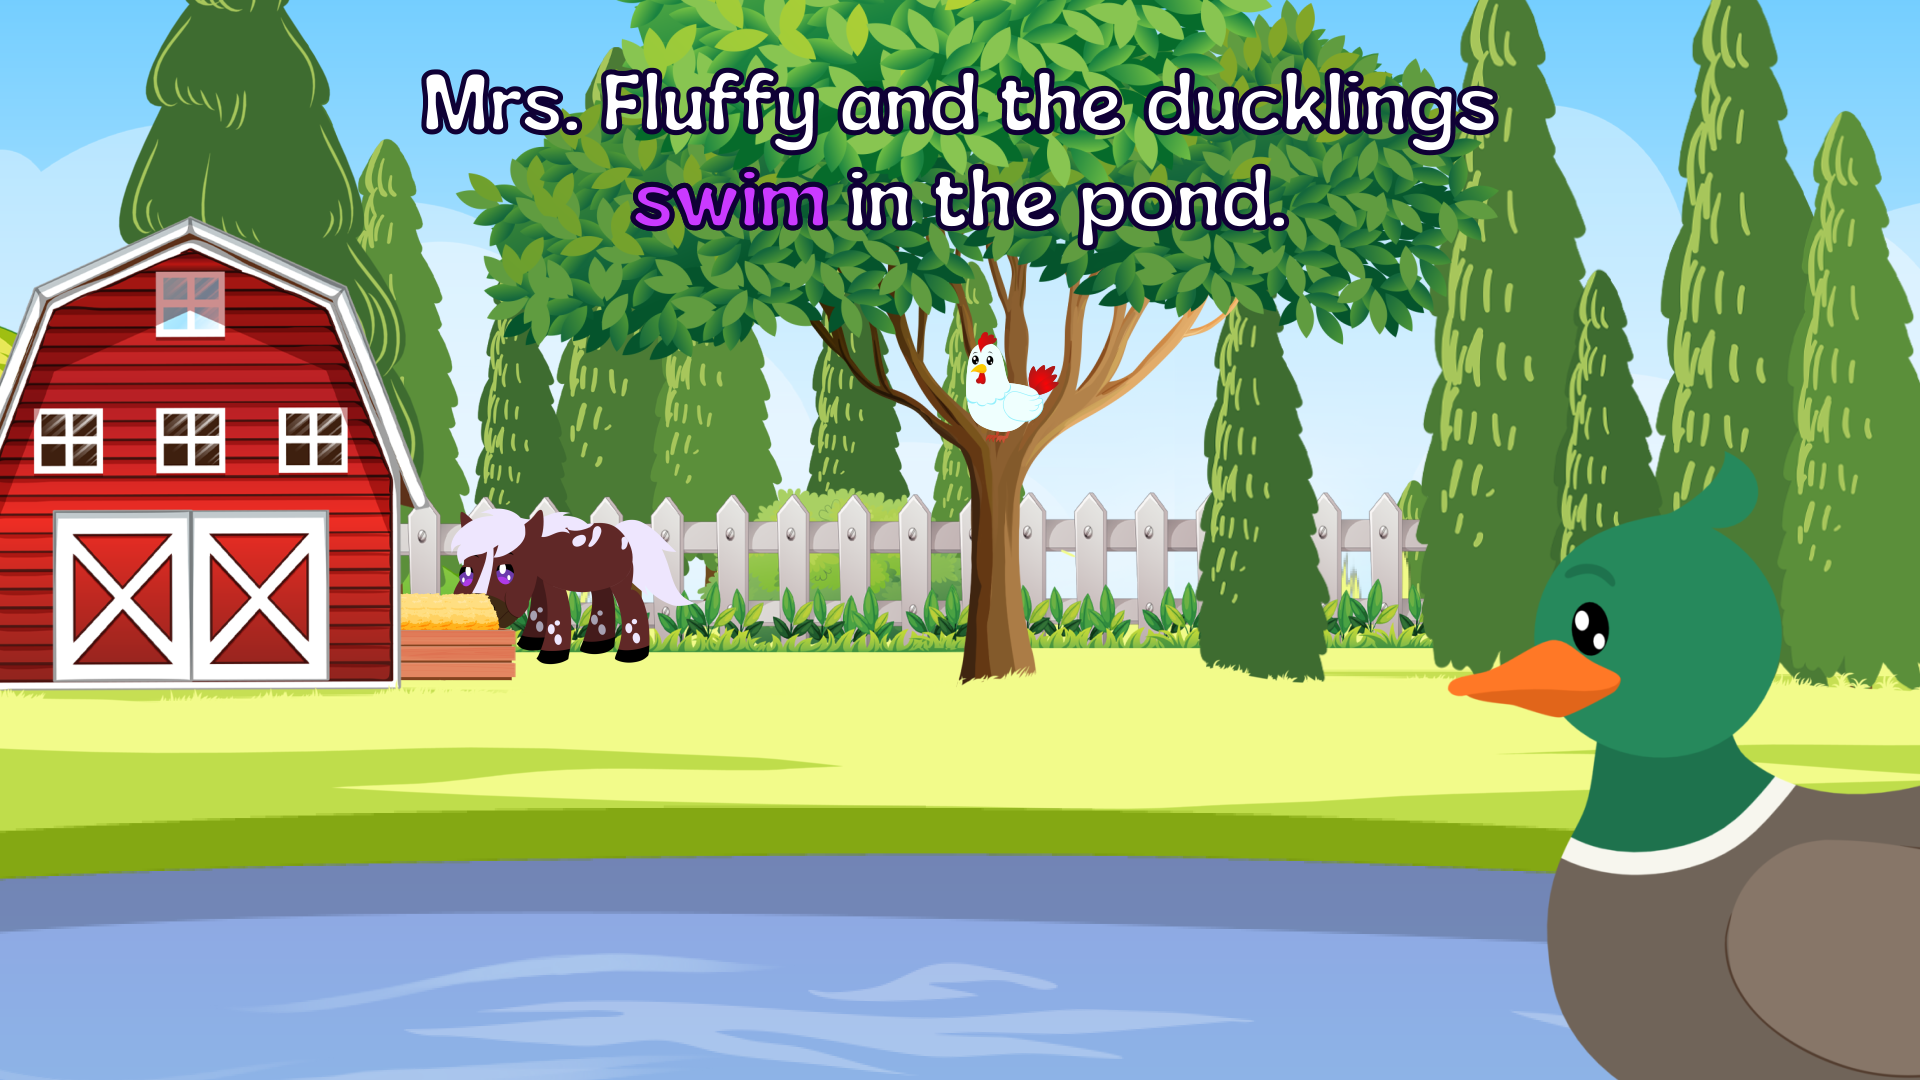 Mrs. Fluffy and the ducklings
swim in the pond.